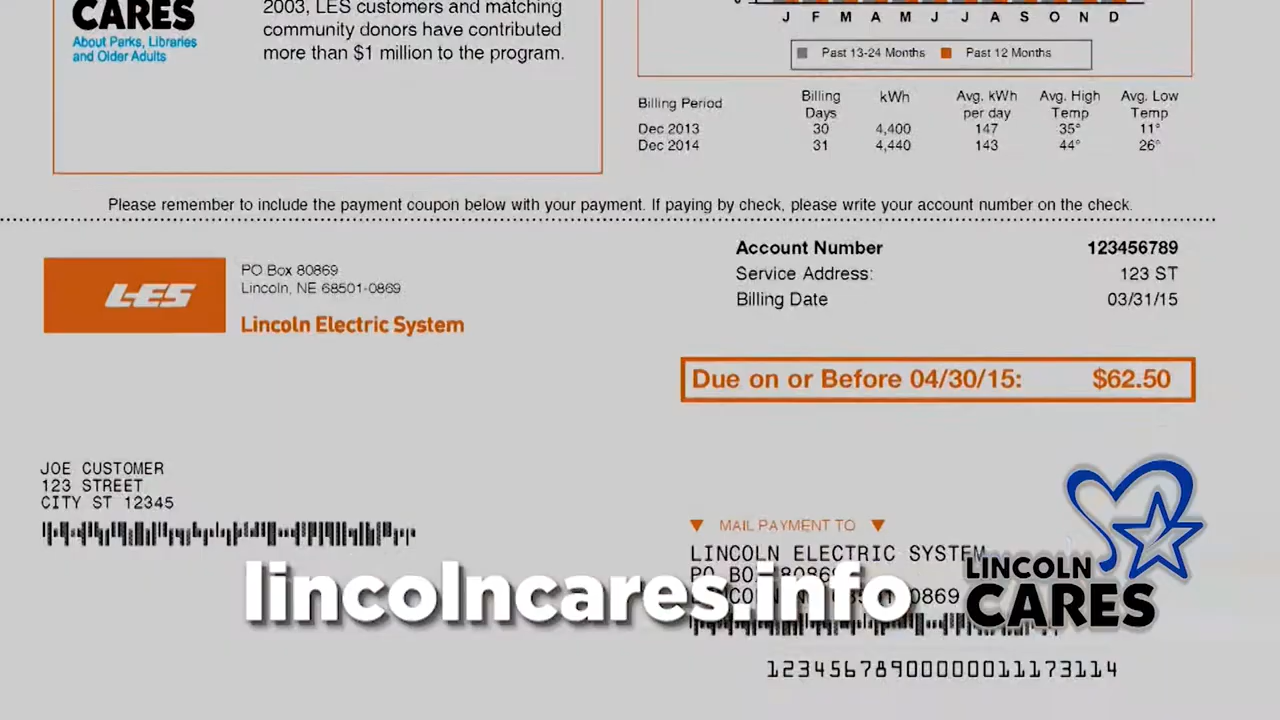 CARES
About Parks, Libraries
and Older Adults
2003, LES customers and matching
community donors have contributed
more than $1 million to the program.
J F M A M J J A S O N D
Past 13-24 Months Past 12 Months
Billing Period Billing Days kWh Avg. kWh per day Avg. High Temp Avg. Low Temp
Dec 2013 30 4,400 147 35° 11°
Dec 2014 31 4,440 143 44° 26°
Please remember to include the payment coupon below with your payment. If paying by check, please write your account number on the check.
LES
PO Box 80869
Lincoln, NE 68501-0869
Lincoln Electric System
Account Number 123456789
Service Address: 123 ST
Billing Date 03/31/15
Due on or Before 04/30/15: $62.50
JOE CUSTOMER
123 STREET
CITY ST 12345
MAIL PAYMENT TO
LINCOLN ELECTRIC SYSTEM
PO BO 80869
0869
lincolncares.info
LINCOLN
CARES
12345678900000011173114